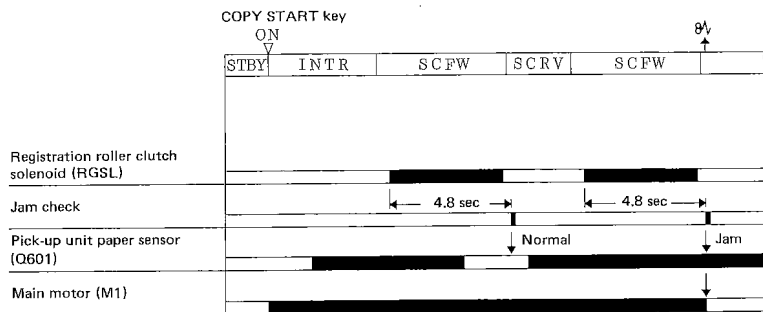 COPY START key
ON
STBY INTR SCFW SCRV SCFW
Registration roller clutch
solenoid (RGSL)
4.8 sec 4.8 sec
Jam check
Normal Jam
Pick-up unit paper sensor
(Q601)
Main motor (M1)